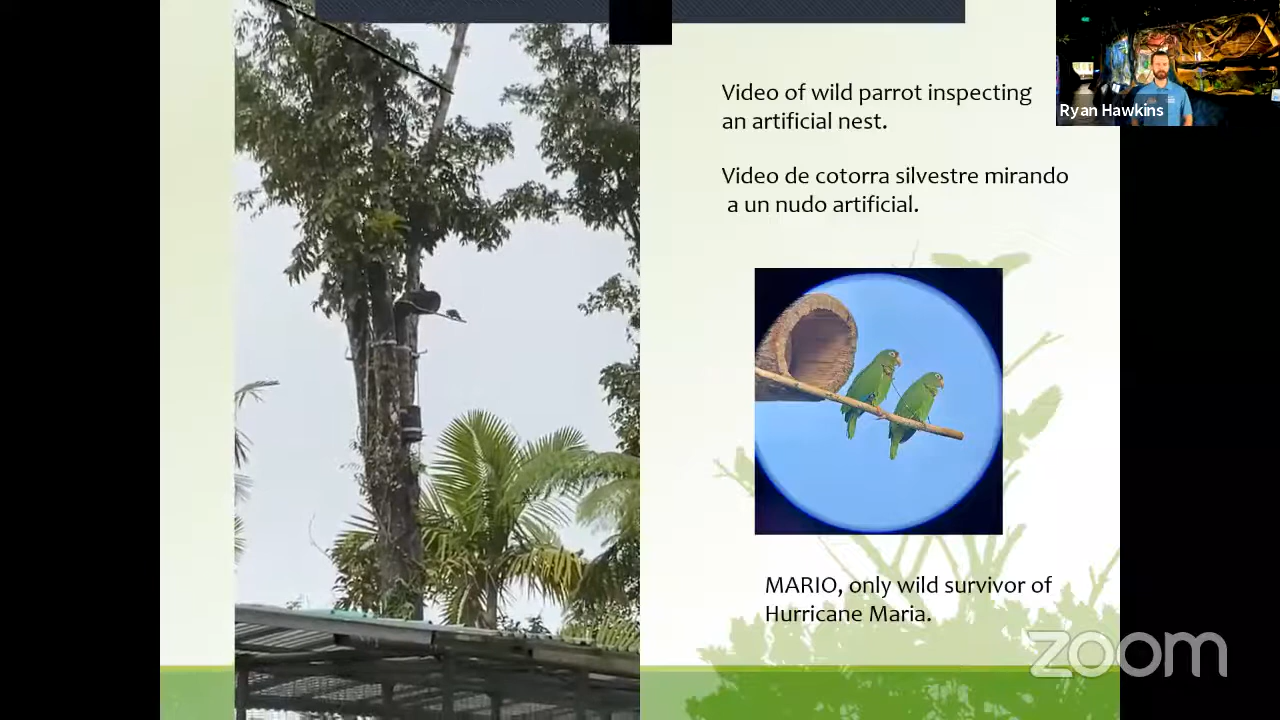 Video of wild parrot inspecting
an artificial nest.
Video de cotorra silvestre mirando
a un nudo artificial.
MARIO, only wild survivor of
Hurricane Maria.
Ryan Hawkins
zoom